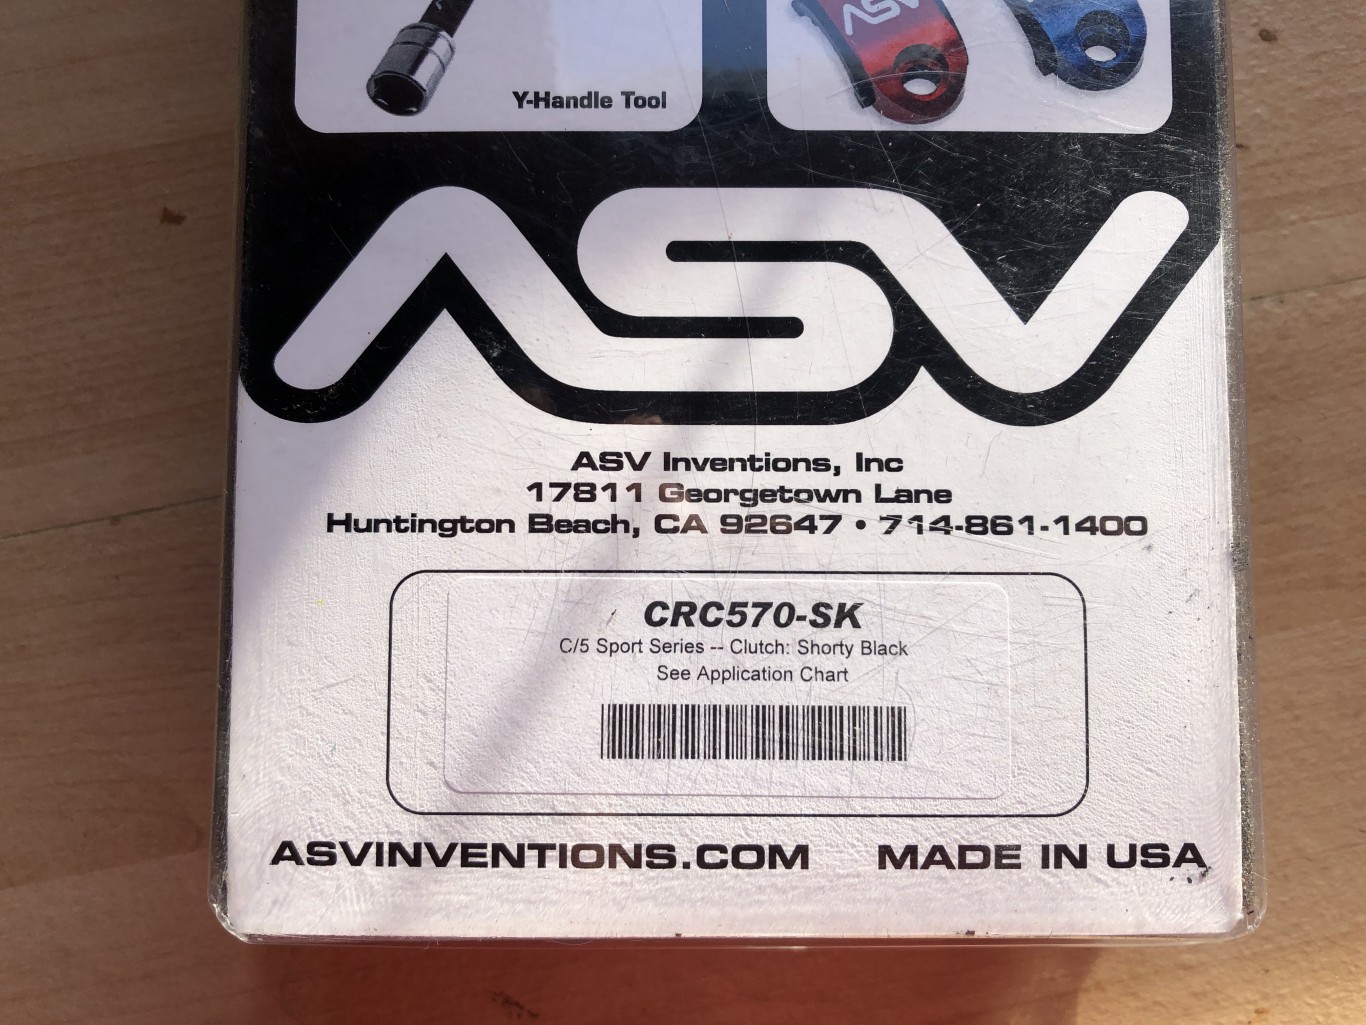 Y-Handle Tool
ASV
ASV
ASV Inventions, Inc
17811 Georgetown Lane
Huntington Beach, CA 92647 • 714-861-1400
CRC570-SK
C/5 Sport Series -- Clutch: Shorty Black
See Application Chart
ASVINVENTIONS.COM MADE IN USA